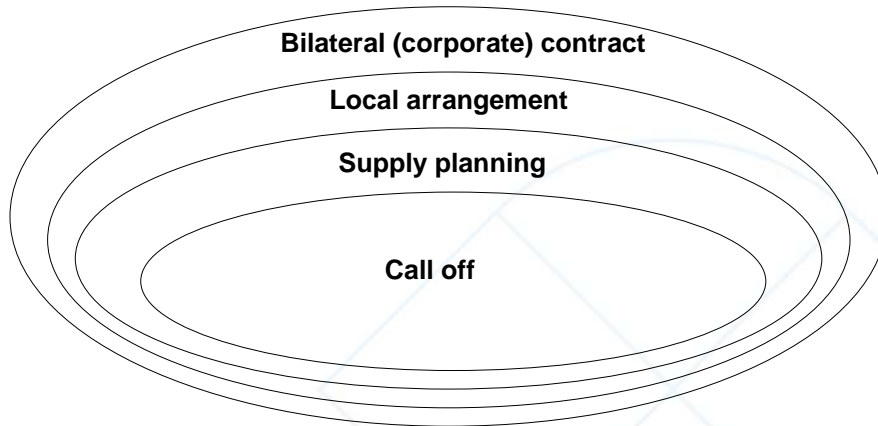 Bilateral (corporate) contract
Local arrangement
Supply planning
Call off